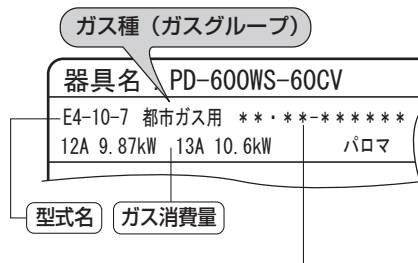 ガス種（ガスグループ）
器具名：PD-600WS-60CV
E4-10-7 都市ガス用 **・**-******
12A 9.87kW 13A 10.6kW パロマ
型式名 ガス消費量